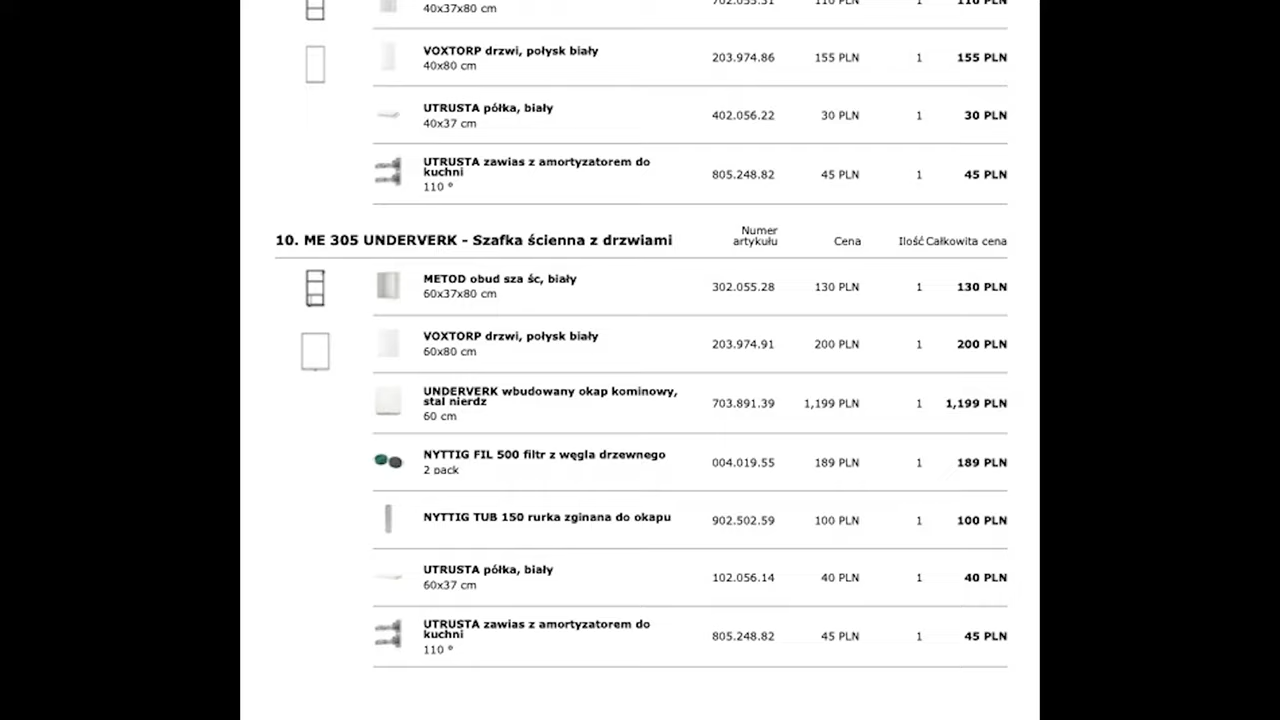 40x37x80 cm 702.055.31 110 PLN 1 110 PLN
VOXTORP drzwi, połysk biały
40x80 cm
203.974.86 155 PLN 1 155 PLN
UTRUSTA półka, biały
40x37 cm
402.056.22 30 PLN 1 30 PLN
UTRUSTA zawias z amortyzatorem do
kuchni
110 °
805.248.82 45 PLN 1 45 PLN
10. ME 305 UNDERVERK - Szafka ścienna z drzwiami
Numer
artykułu
Cena
Ilość Całkowita cena
METOD obud sza śc, biały
60x37x80 cm
302.055.28 130 PLN 1 130 PLN
VOXTORP drzwi, połysk biały
60x80 cm
203.974.91 200 PLN 1 200 PLN
UNDERVERK wbudowany okap kominowy,
stal nierdz
60 cm
703.891.39 1,199 PLN 1 1,199 PLN
NYTTIG FIL 500 filtr z węgla drzewnego
2 pack
004.019.55 189 PLN 1 189 PLN
NYTTIG TUB 150 rurka zginana do okapu
902.502.59 100 PLN 1 100 PLN
UTRUSTA półka, biały
60x37 cm
102.056.14 40 PLN 1 40 PLN
UTRUSTA zawias z amortyzatorem do
kuchni
110 °
805.248.82 45 PLN 1 45 PLN